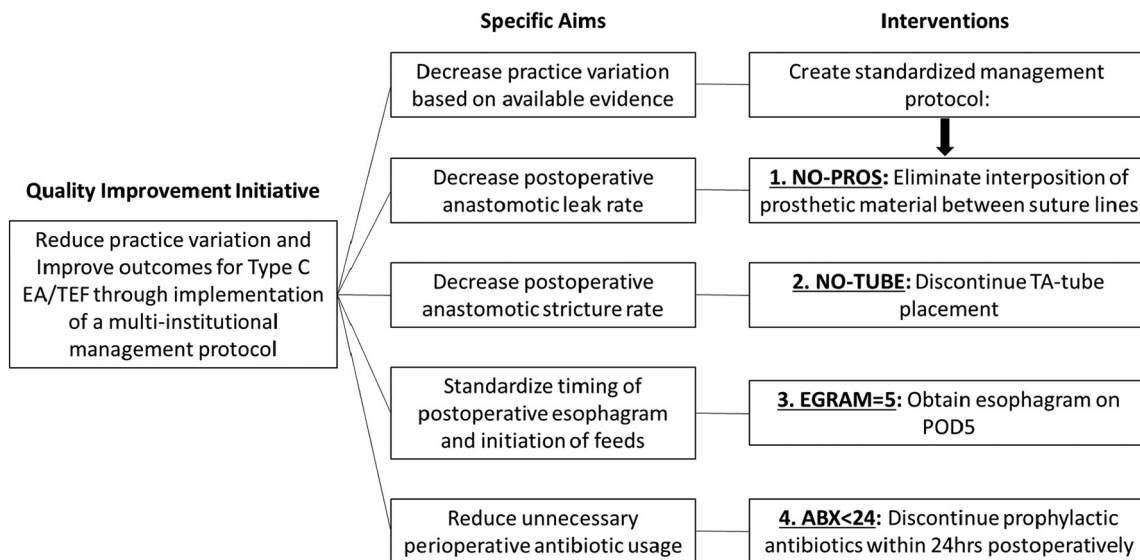 Specific Aims
Interventions
Decrease practice variation
based on available evidence
Create standardized management
protocol:
Quality Improvement Initiative
Reduce practice variation and
Improve outcomes for Type C
EA/TEF through implementation
of a multi-institutional
management protocol
Decrease postoperative
anastomotic leak rate
1. NO-PROS: Eliminate interposition of
prosthetic material between suture lines
Decrease postoperative
anastomotic stricture rate
2. NO-TUBE: Discontinue TA-tube
placement
Standardize timing of
postoperative esophagram
and initiation of feeds
3. EGRAM=5: Obtain esophagram on
POD5
Reduce unnecessary
perioperative antibiotic usage
4. ABX<24: Discontinue prophylactic
antibiotics within 24hrs postoperatively